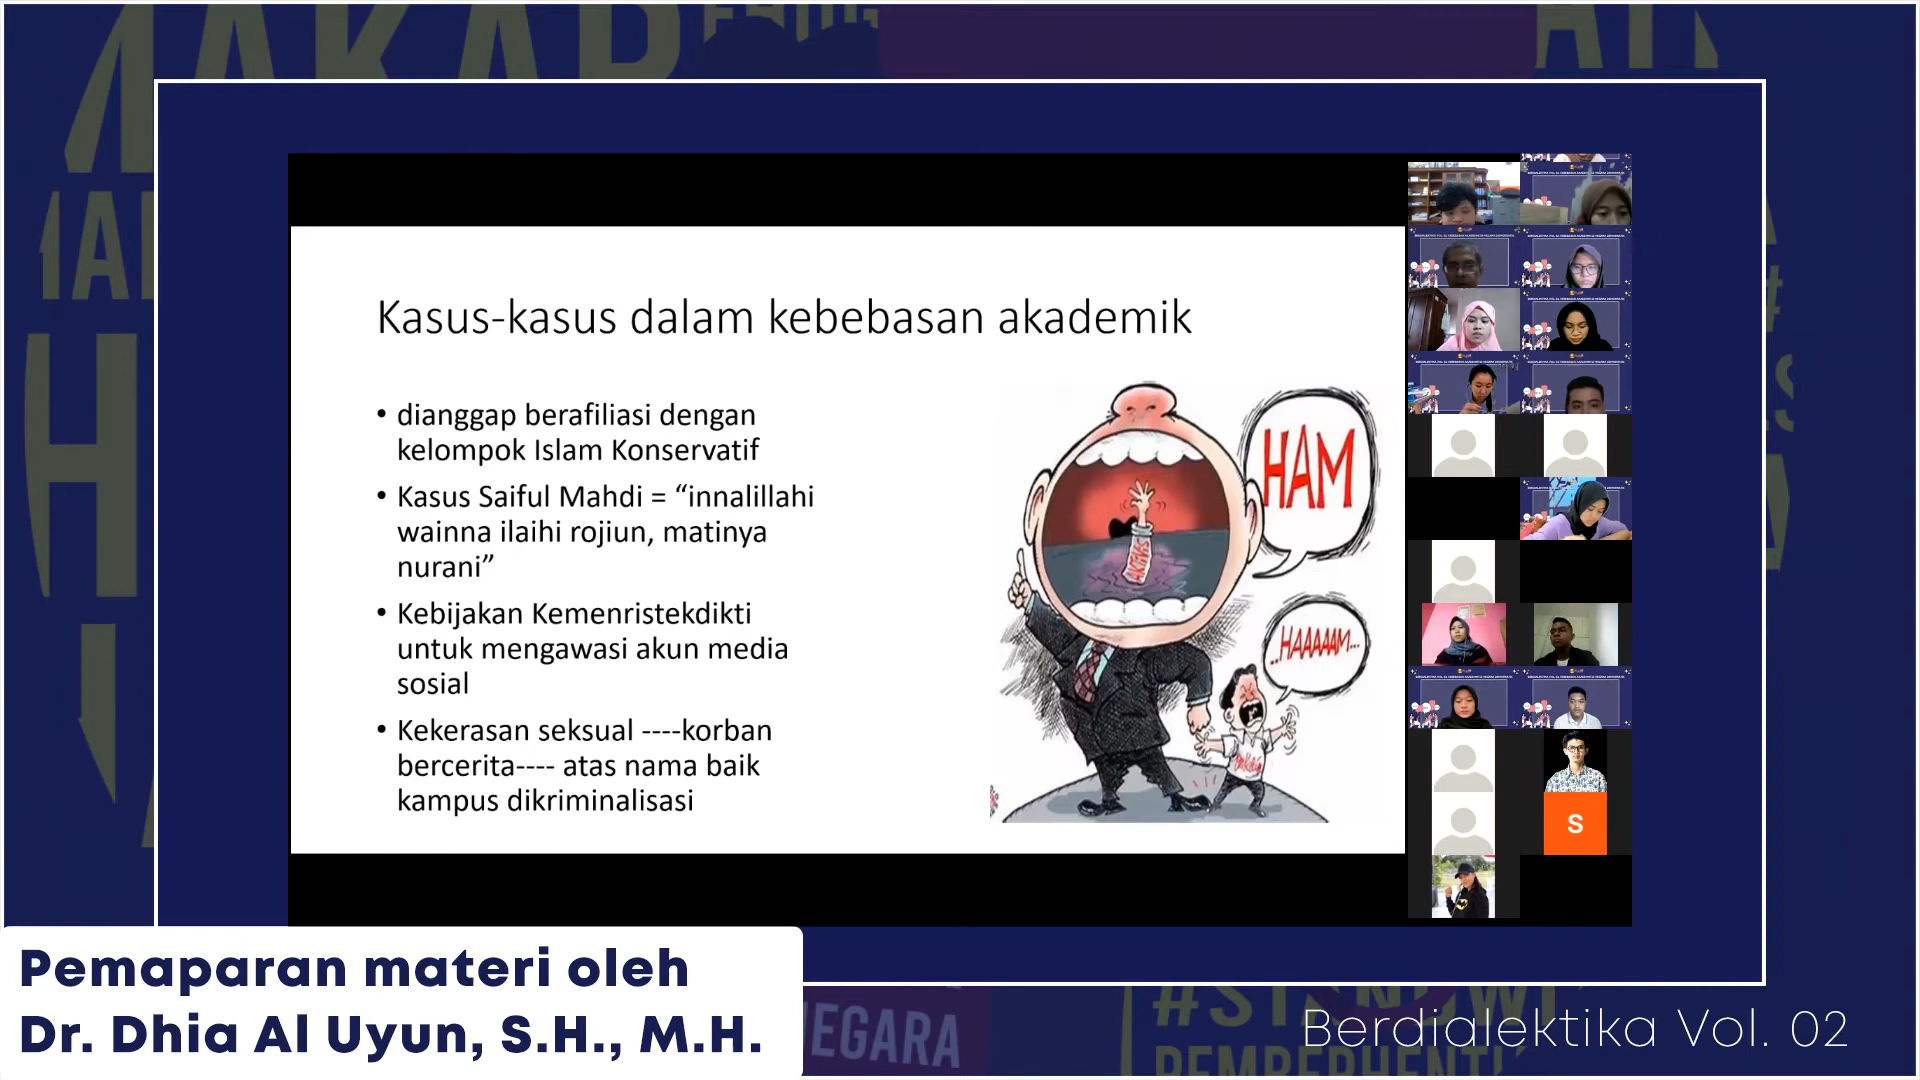 Kasus-kasus dalam kebebasan akademik
• dianggap berafiliasi dengan
kelompok Islam Konservatif
• Kasus Saiful Mahdi = “innalillahi
wainna ilaihi rojiun, matinya
nurani”
• Kebijakan Kemenristekdikti
untuk mengawasi akun media
sosial
• Kekerasan seksual ----korban
bercerita---- atas nama baik
kampus dikriminalisasi
HAM
..HAAAAAM...
AKTIVIS
S
Pemaparan materi oleh
Dr. Dhia Al Uyun, S.H., M.H.
NEGARA
Berdialektika Vol. 02